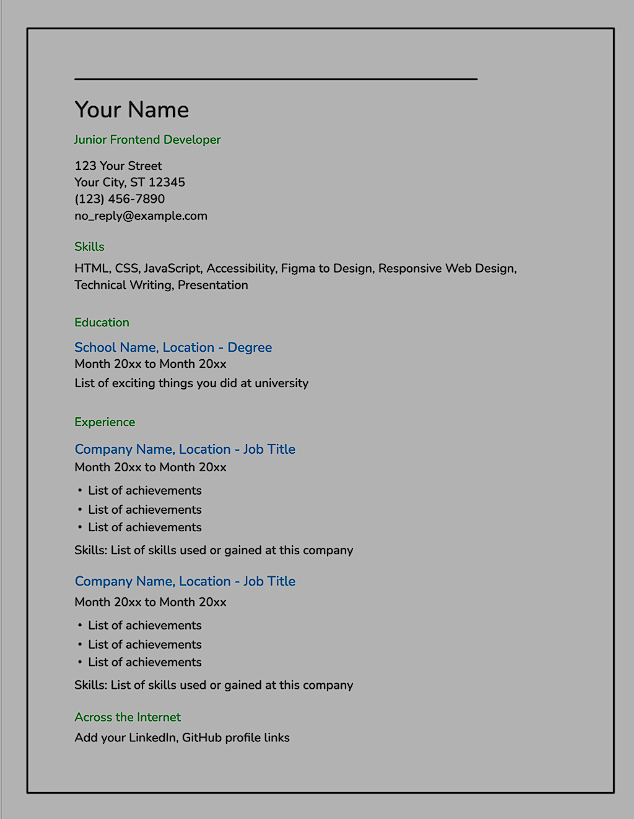 Your Name
Junior Frontend Developer
123 Your Street
Your City, ST 12345
(123) 456-7890
no_reply@example.com
Skills
HTML, CSS, JavaScript, Accessibility, Figma to Design, Responsive Web Design,
Technical Writing, Presentation
Education
School Name, Location - Degree
Month 20xx to Month 20xx
List of exciting things you did at university
Experience
Company Name, Location - Job Title
Month 20xx to Month 20xx
• List of achievements
• List of achievements
• List of achievements
Skills: List of skills used or gained at this company
Company Name, Location - Job Title
Month 20xx to Month 20xx
• List of achievements
• List of achievements
• List of achievements
Skills: List of skills used or gained at this company
Across the Internet
Add your LinkedIn, GitHub profile links